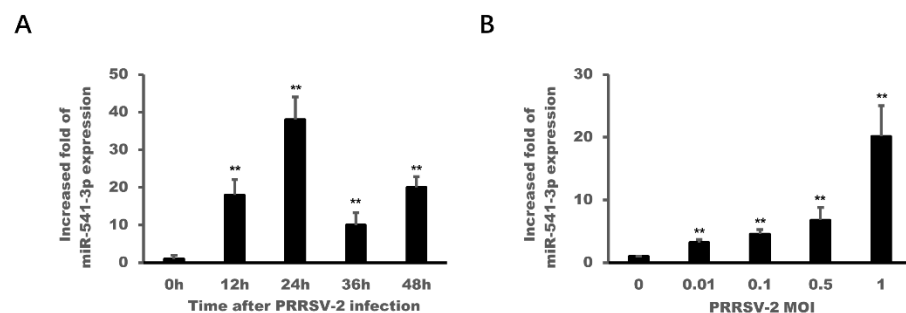 A
Increased fold of
miR-541-3p expression
50
40
30
20
10
0
**
**
**
**
0h 12h 24h 36h 48h
Time after PRRSV-2 infection
B
Increased fold of
miR-541-3p expression
30
20
10
0
**
**
**
**
0 0.01 0.1 0.5 1
PRRSV-2 MOI